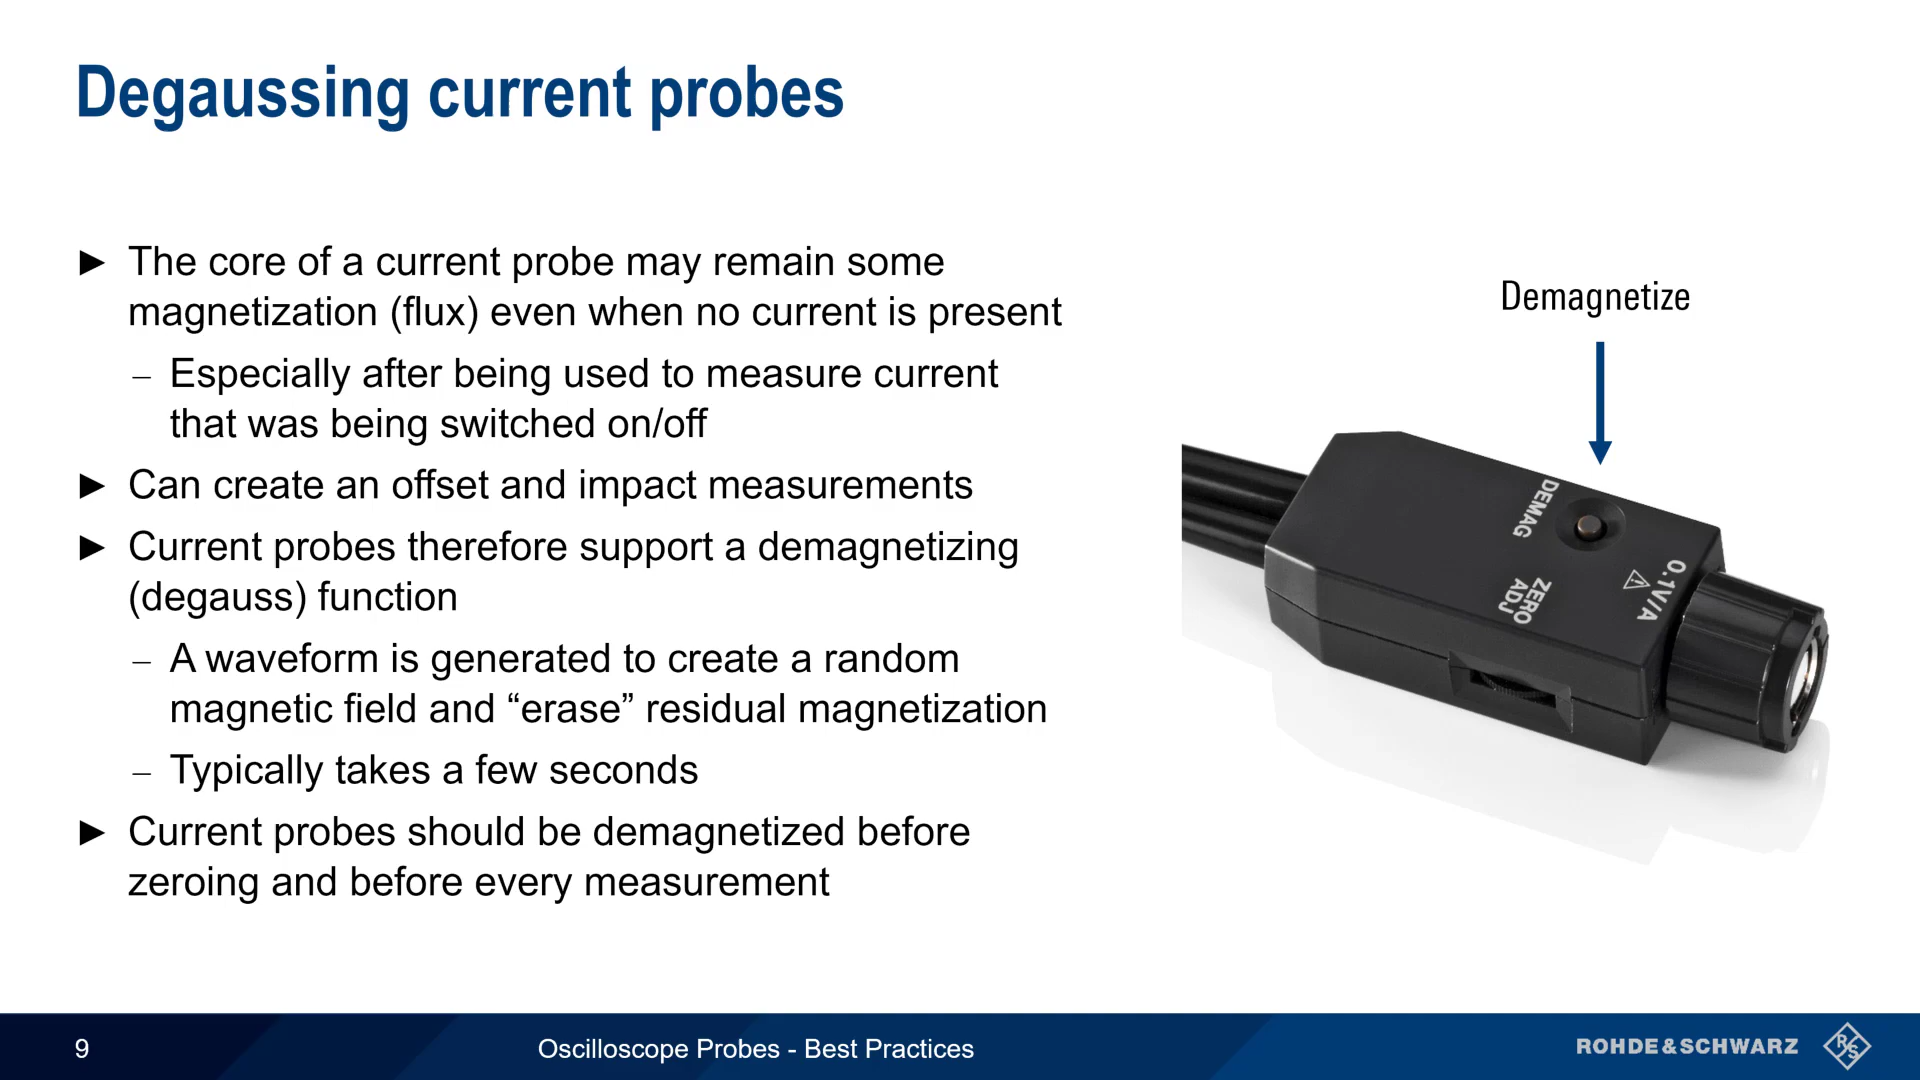 Degaussing current probes
► The core of a current probe may remain some
magnetization (flux) even when no current is present
– Especially after being used to measure current
that was being switched on/off
► Can create an offset and impact measurements
► Current probes therefore support a demagnetizing
(degauss) function
– A waveform is generated to create a random
magnetic field and “erase” residual magnetization
– Typically takes a few seconds
► Current probes should be demagnetized before
zeroing and before every measurement
Demagnetize
DEMAG
ZERO
ADJ
0.1V/A
9
Oscilloscope Probes - Best Practices
ROHDE&SCHWARZ
R&S